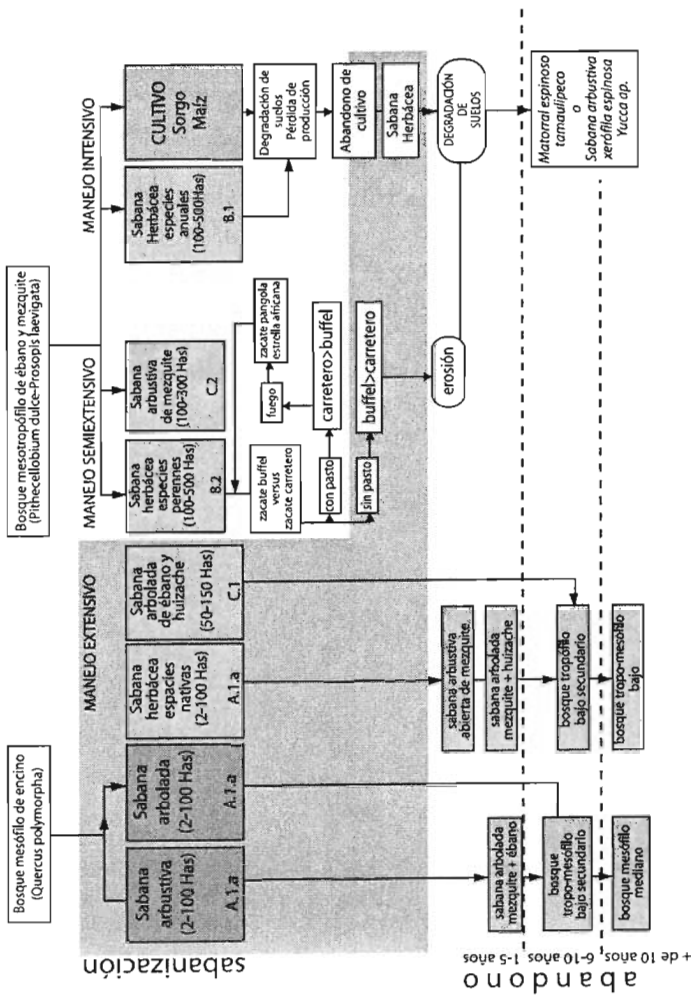 Bosque mesófilo de encino
(Quercus polymorpha)
Bosque mesotropófilo de ébano y mezquite
(Pithecellobium dulce-Prosopis laevigata)
MANEJO EXTENSIVO
MANEJO SEMIEXTENSIVO
MANEJO INTENSIVO
sabanización
Sabana
arbustiva
(2-100 Has)
A.1.a
Sabana
arbolada
(2-100 Has)
A.1.a
Sabana
herbácea
espacies
nativas
(2-100 Has)
A.1.a
Sabana
arbolada
de ébano y
huizache
(50-150 Has)
C.1
Sabana
herbácea
especies
perennes
(100-500 Has)
B.2
Sabana
arbustiva
de mezquite
(100-300 Has)
C.2
Sabana
Herbácea
especies
anuales
(100-500Has)
B.1
CULTIVO
Sorgo
Maíz
zacate buffel
versus
zacate carretero
zacate pangola
estrella africana
fuego
con pasto
carretero>buffel
sin pasto
buffel>carretero
Degradación de
suelos
Pérdida de
producción
Abandono de
cultivo
Sabana
Herbácea
erosión
DEGRADACIÓN
DE
SUELOS
abandono
1-5 años
6-10 años,
+ de 10 años,
sabana arbolada
mezquite + ébano
bosque
tropo-mesófilo
bajo secundario
bosque mesófilo
mediano
sabana arbustiva
abierta de mezquite
sabana arbolada
mezquite + huizache
bosque tropófilo
bajo secundario
bosque tropo-mesófilo
bajo
Matorral espinoso
tamaulipeco
o
Sabana arbustiva
xerofila espinosa
Yucca ap.